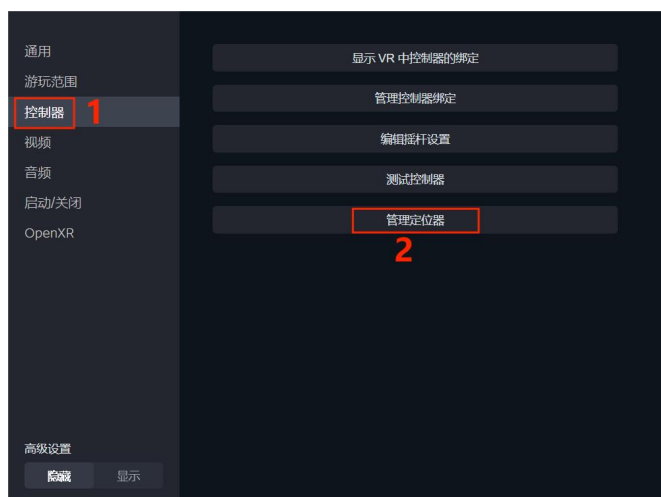 通用
游玩范围
控制器
1
视频
音频
启动/关闭
OpenXR
显示 VR 中控制器的绑定
管理控制器绑定
编辑摇杆设置
测试控制器
管理定位器
2
高级设置
隐藏
显示